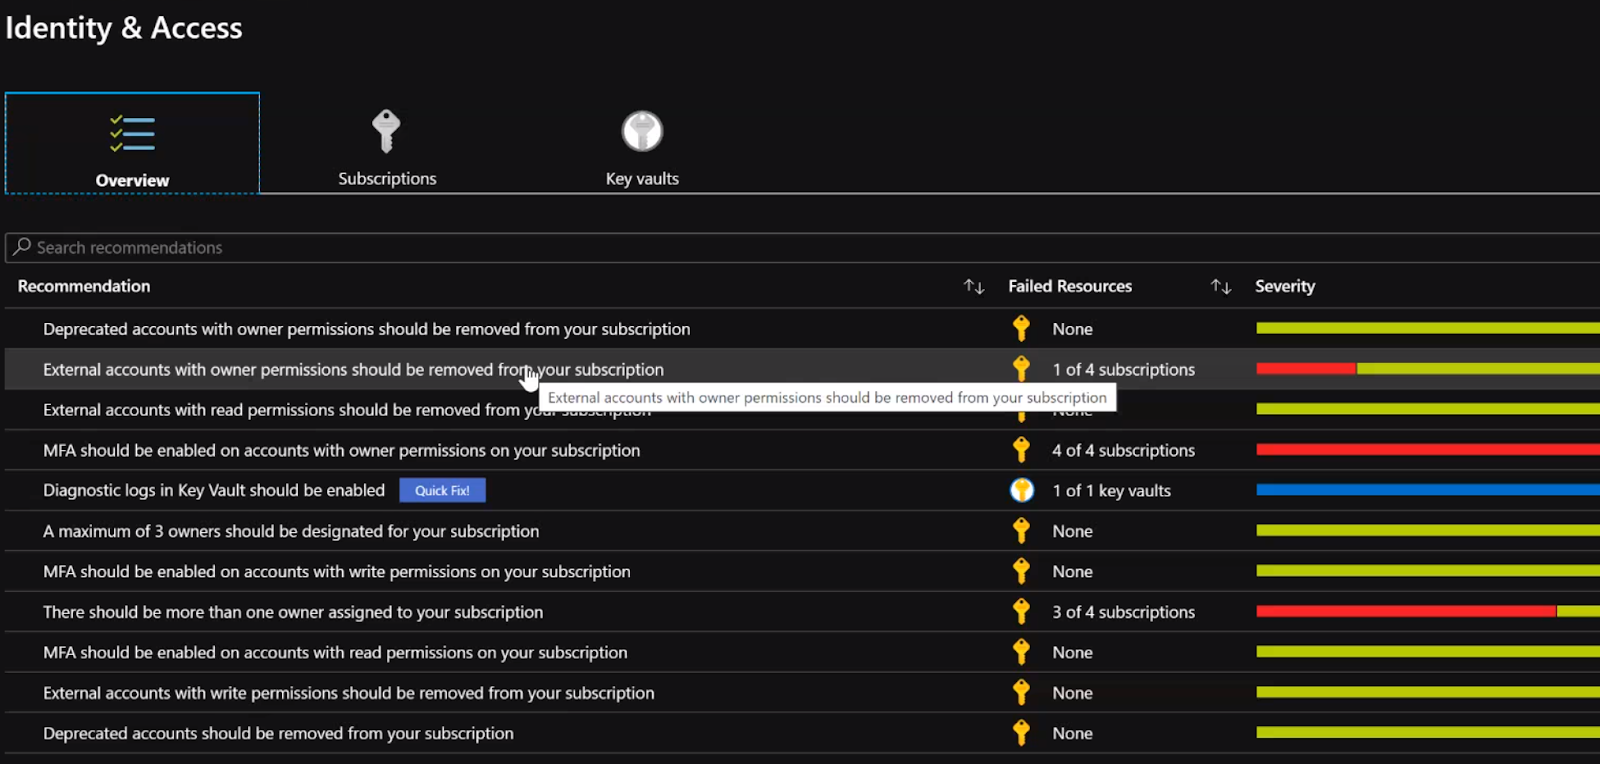 Identity & Access
Overview
Subscriptions
Key vaults
Search recommendations
Recommendation
Failed Resources
Severity
Deprecated accounts with owner permissions should be removed from your subscription
None
External accounts with owner permissions should be removed from your subscription
1 of 4 subscriptions
External accounts with owner permissions should be removed from your subscription
External accounts with read permissions should be removed from your subscription
None
MFA should be enabled on accounts with owner permissions on your subscription
4 of 4 subscriptions
Diagnostic logs in Key Vault should be enabled
Quick Fix!
1 of 1 key vaults
A maximum of 3 owners should be designated for your subscription
None
MFA should be enabled on accounts with write permissions on your subscription
None
There should be more than one owner assigned to your subscription
3 of 4 subscriptions
MFA should be enabled on accounts with read permissions on your subscription
None
External accounts with write permissions should be removed from your subscription
None
Deprecated accounts should be removed from your subscription
None